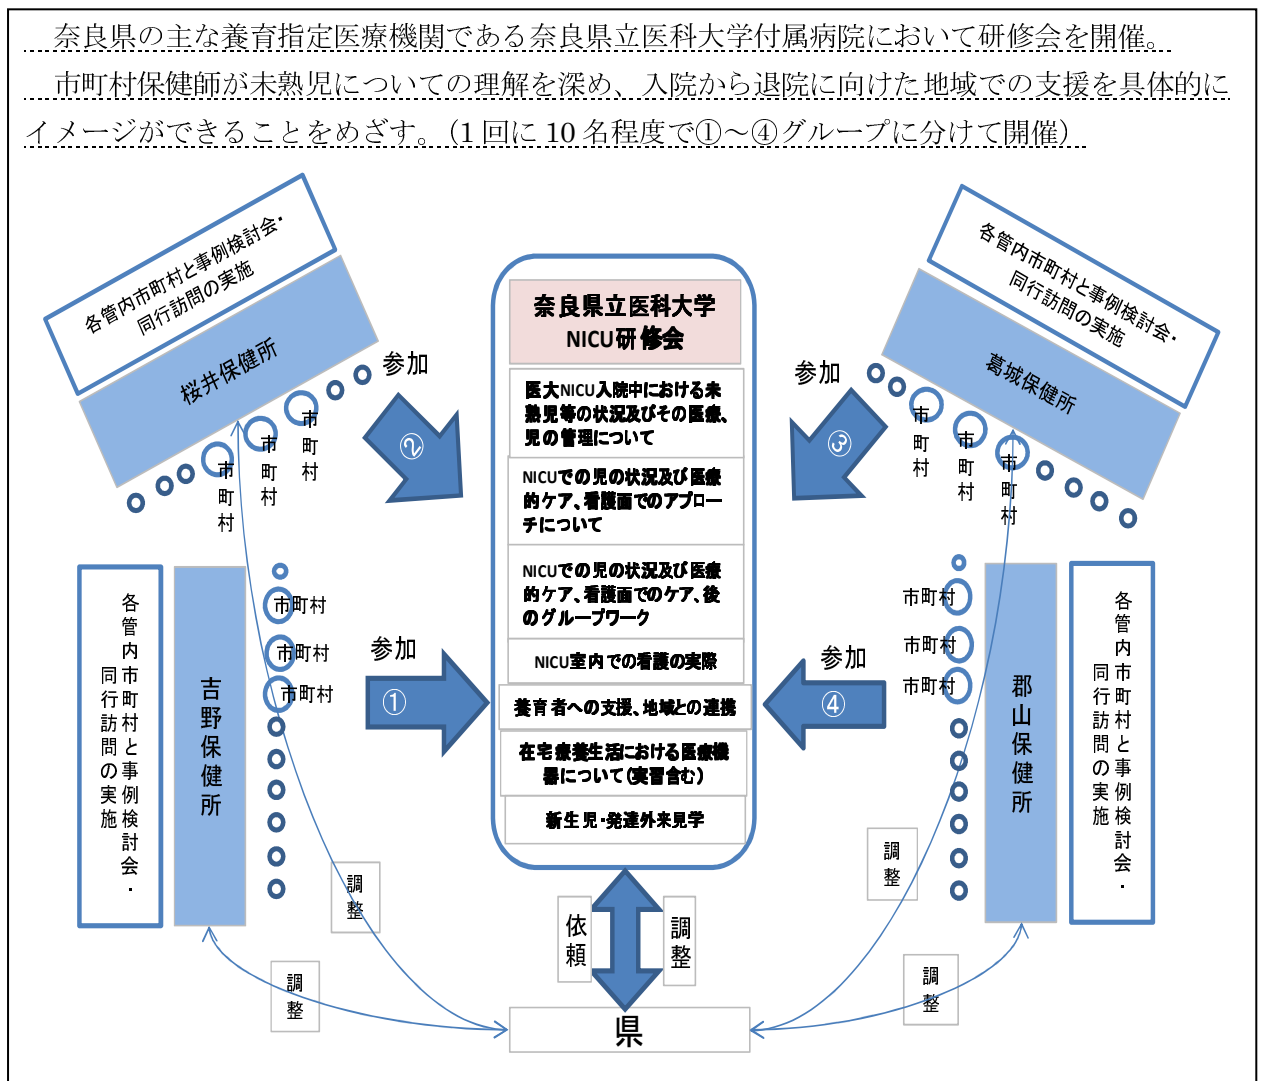 奈良県の主な養育指定医療機関である奈良県立医科大学付属病院において研修会を開催。
市町村保健師が未熟児についての理解を深め、入院から退院に向けた地域での支援を具体的に
イメージができることをめざす。（1回に10名程度で①～④グループに分けて開催）
各管内市町村と事例検討会・
同行訪問の実施
桜井保健所
参加
②
市町村
市町村
市町村
各管内市町村と事例検討会・
同行訪問の実施
葛城保健所
参加
③
市町村
市町村
市町村
奈良県立医科大学
NICU研修会
医大NICU入院中における未
熟児等の状況及びその医療、
児の管理について
NICUでの児の状況及び医療
的ケア、看護面でのアプロー
チについて
NICUでの児の状況及び医療
的ケア、看護面でのケア、後
のグループワーク
NICU室内での看護の実際
養育者への支援、地域との連携
在宅療養生活における医療機
器について（実習含む）
新生児・発達外来見学
各管内市町村と事例検討会・
同行訪問の実施
吉野保健所
市町村
市町村
市町村
参加
①
参加
④
市町村
市町村
市町村
郡山保健所
各管内市町村と事例検討会・
同行訪問の実施
調整
調整
依頼
調整
調整
調整
県